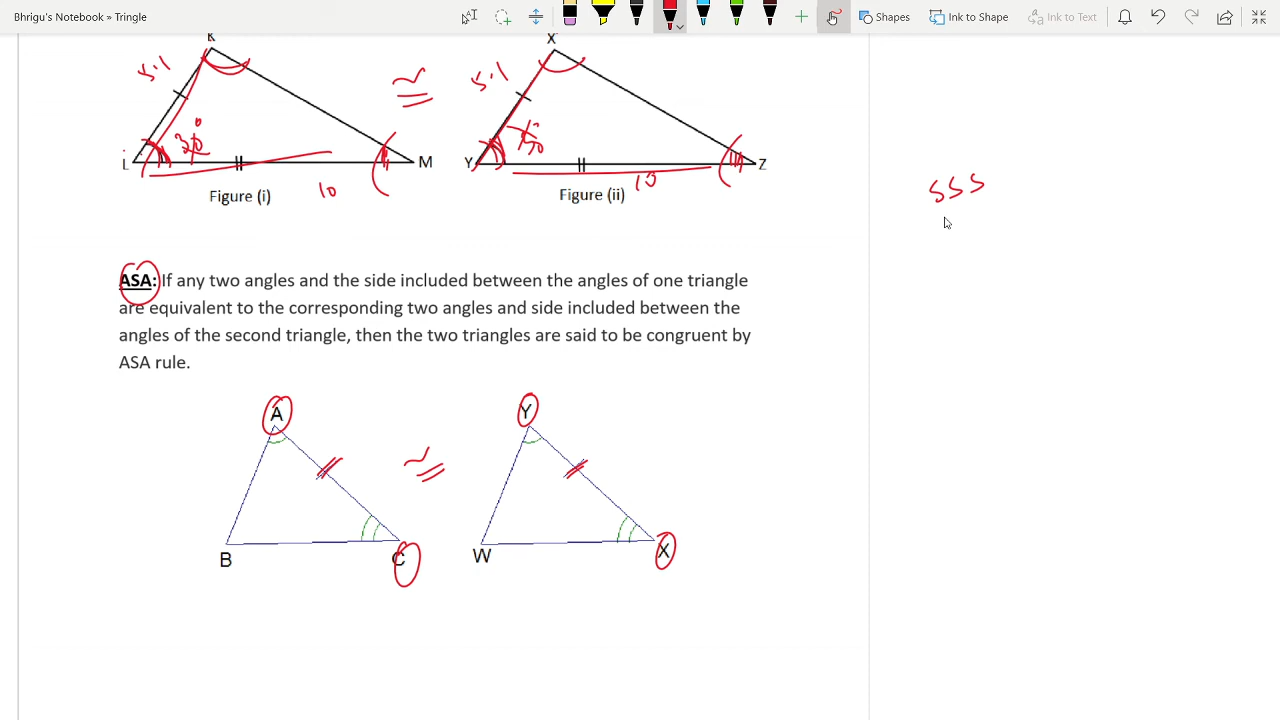 Bhrigu's Notebook » Tringle
Shapes
Ink to Shape
Ink to Text
K
X
5.1
5.1
≅
30°
L
M
Y
Z
10
10
Figure (i)
Figure (ii)
SSS
ASA: If any two angles and the side included between the angles of one triangle
are equivalent to the corresponding two angles and side included between the
angles of the second triangle, then the two triangles are said to be congruent by
ASA rule.
A
Y
≅
B
C
W
X